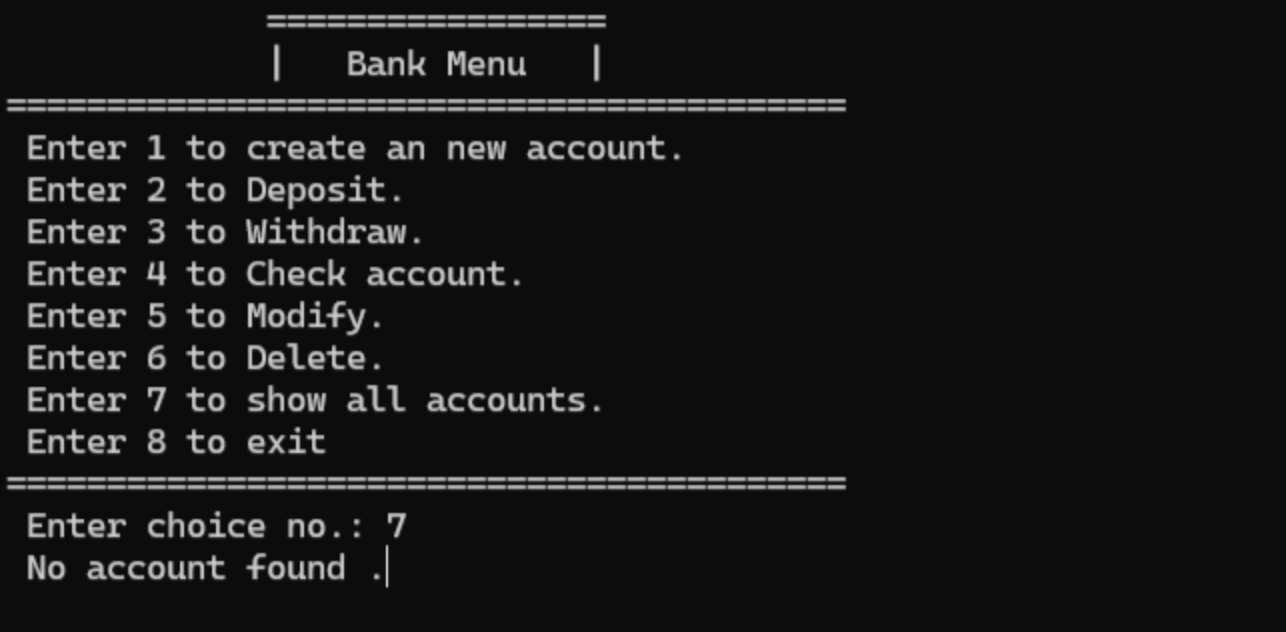 =================
|   Bank Menu   |
==========================================
Enter 1 to create an new account.
Enter 2 to Deposit.
Enter 3 to Withdraw.
Enter 4 to Check account.
Enter 5 to Modify.
Enter 6 to Delete.
Enter 7 to show all accounts.
Enter 8 to exit
==========================================
Enter choice no.: 7
No account found .